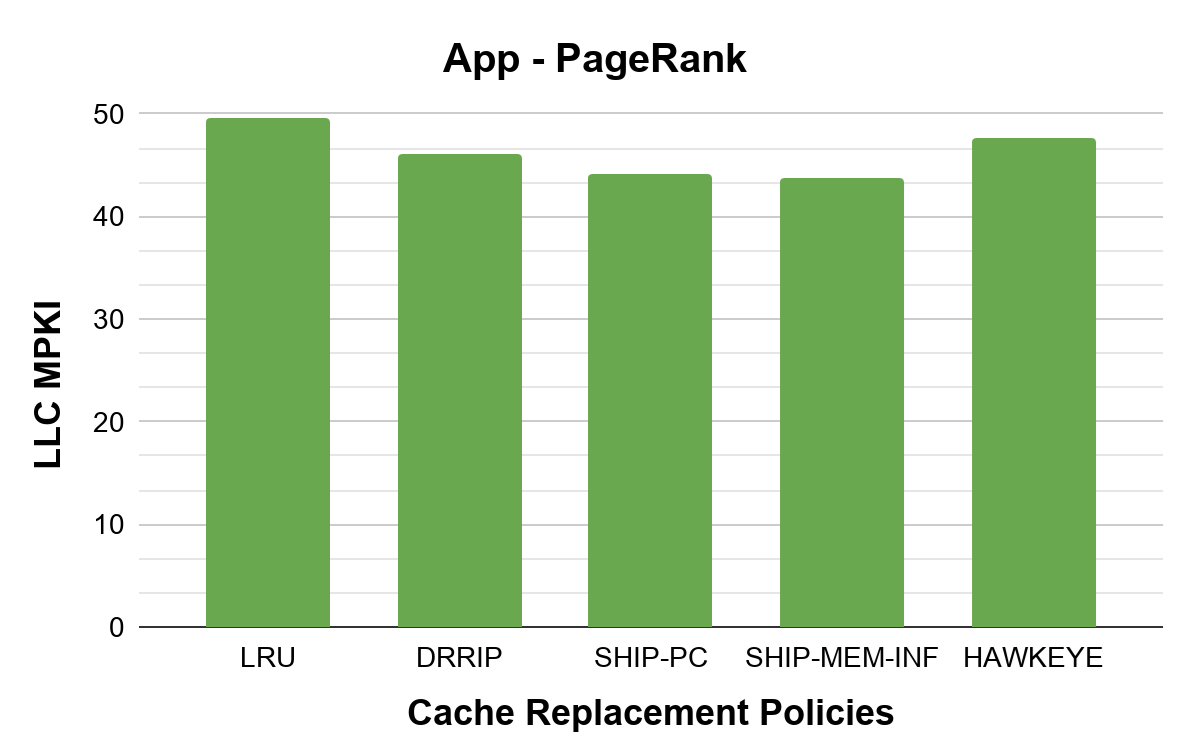 App - PageRank
50
40
30
20
10
0
LLC MPKI
LRU DRRIP SHIP-PC SHIP-MEM-INF HAWKEYE
Cache Replacement Policies